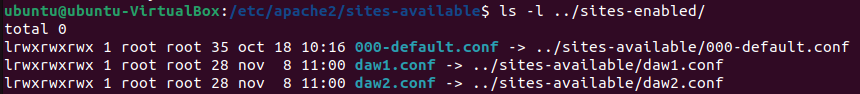 ubuntu@ubuntu-VirtualBox:/etc/apache2/sites-available$ ls -l ../sites-enabled/
total 0
lrwxrwxrwx 1 root root 35 oct 18 10:16 000-default.conf -> ../sites-available/000-default.conf
lrwxrwxrwx 1 root root 28 nov  8 11:00 daw1.conf -> ../sites-available/daw1.conf
lrwxrwxrwx 1 root root 28 nov  8 11:00 daw2.conf -> ../sites-available/daw2.conf